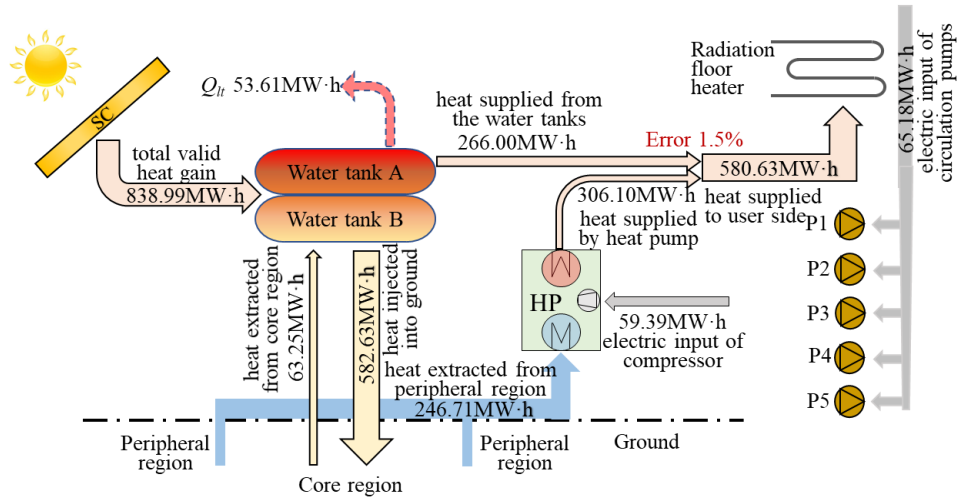 SC
total valid
heat gain
838.99MW·h
Qlt 53.61MW·h
Water tank A
Water tank B
heat supplied from
the water tanks
266.00MW·h
Error 1.5%
580.63MW·h
heat supplied
to user side
306.10MW·h
heat supplied
by heat pump
Radiation
floor
heater
65.18MW·h
electric input of
circulation pumps
P1
P2
P3
P4
P5
HP
59.39MW·h
electric input of
compressor
heat extracted
from core region
63.25MW·h
582.63MW·h
heat injected
into ground
heat extracted from
peripheral region
246.71MW·h
Peripheral
region
Core region
Peripheral
region
Ground